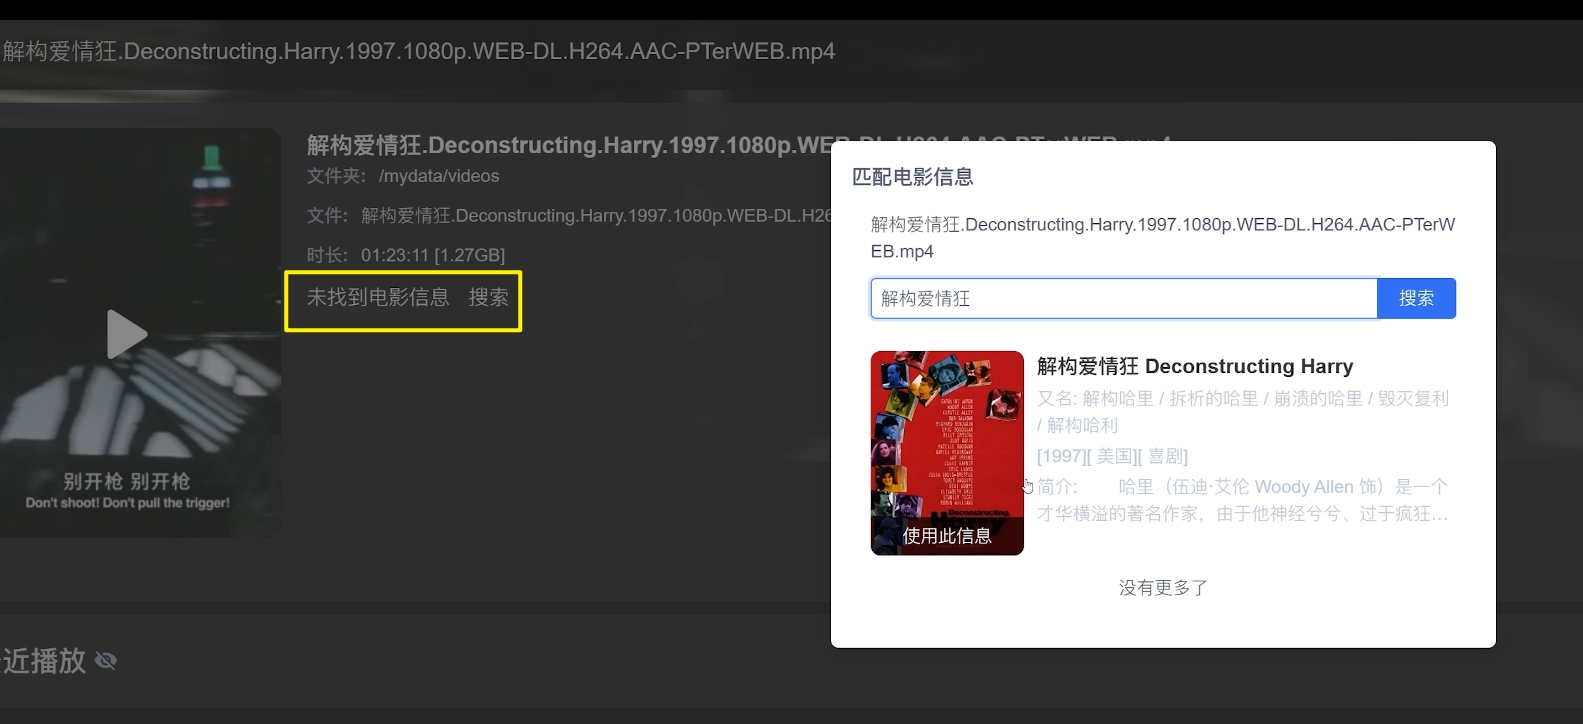 解构爱情狂.Deconstructing.Harry.1997.1080p.WEB-DL.H264.AAC-PTerWEB.mp4
解构爱情狂.Deconstructing.Harry.1997.1080p.WEB-DL.H264.AAC-PTerWEB.mp4
文件夹: /mydata/videos
文件: 解构爱情狂.Deconstructing.Harry.1997.1080p.WEB-DL.H26
时长: 01:23:11 [1.27GB]
未找到电影信息 搜索
别开枪 别开枪
Don't shoot! Don't pull the trigger!
近播放
匹配电影信息
解构爱情狂.Deconstructing.Harry.1997.1080p.WEB-DL.H264.AAC-PTerW
EB.mp4
解构爱情狂 搜索
解构爱情狂 Deconstructing Harry
又名: 解构哈里 / 拆析的哈里 / 崩溃的哈里 / 毁灭复利
/ 解构哈利
[1997][ 美国][ 喜剧]
简介: 哈里（伍迪·艾伦 Woody Allen 饰）是一个
才华横溢的著名作家，由于他神经兮兮、过于疯狂...
Deconstructing
Harry
使用此信息
没有更多了